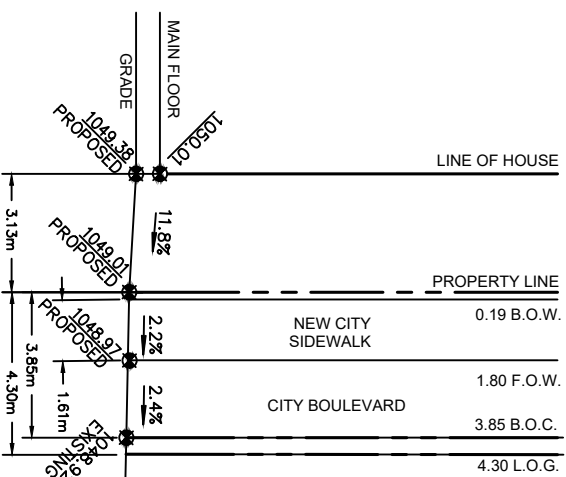 MAIN FLOOR
GRADE
1050.01
1049.38
PROPOSED
LINE OF HOUSE
3.13m
11.8%
1049.01
PROPOSED
PROPERTY LINE
0.19 B.O.W.
NEW CITY
SIDEWALK
2.2%
1048.97
PROPOSED
1.80 F.O.W.
3.85m
4.30m
1.61m
2.4%
CITY BOULEVARD
3.85 B.O.C.
EXISTING
4.30 L.O.G.